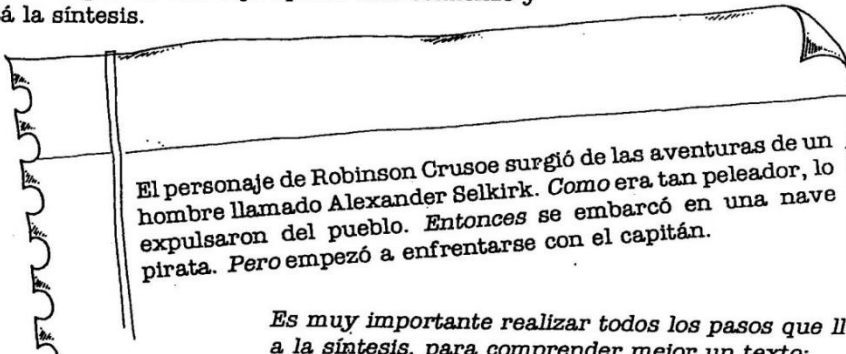 á la síntesis.
El personaje de Robinson Crusoe surgió de las aventuras de un
hombre llamado Alexander Selkirk. Como era tan peleador, lo
expulsaron del pueblo. Entonces se embarcó en una nave
pirata. Pero empezó a enfrentarse con el capitán.
Es muy importante realizar todos los pasos que ll
a la síntesis, para comprender mejor un texto: